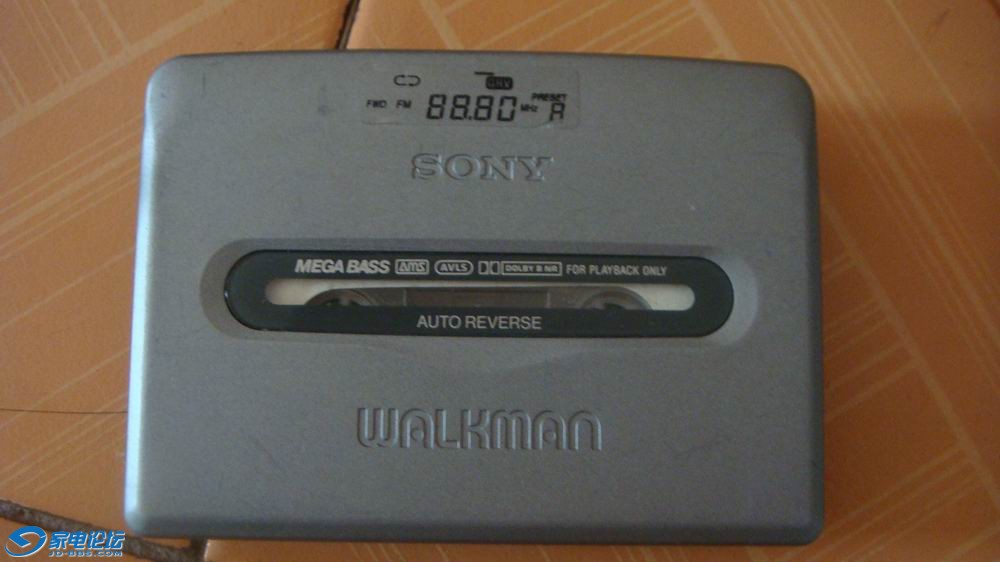 FWD FM 88.80 MHz PRESET A
SONY
MEGA BASS AMS AVLS DOLBY B NR FOR PLAYBACK ONLY
AUTO REVERSE
WALKMAN
家电论坛
JD-BBS.COM